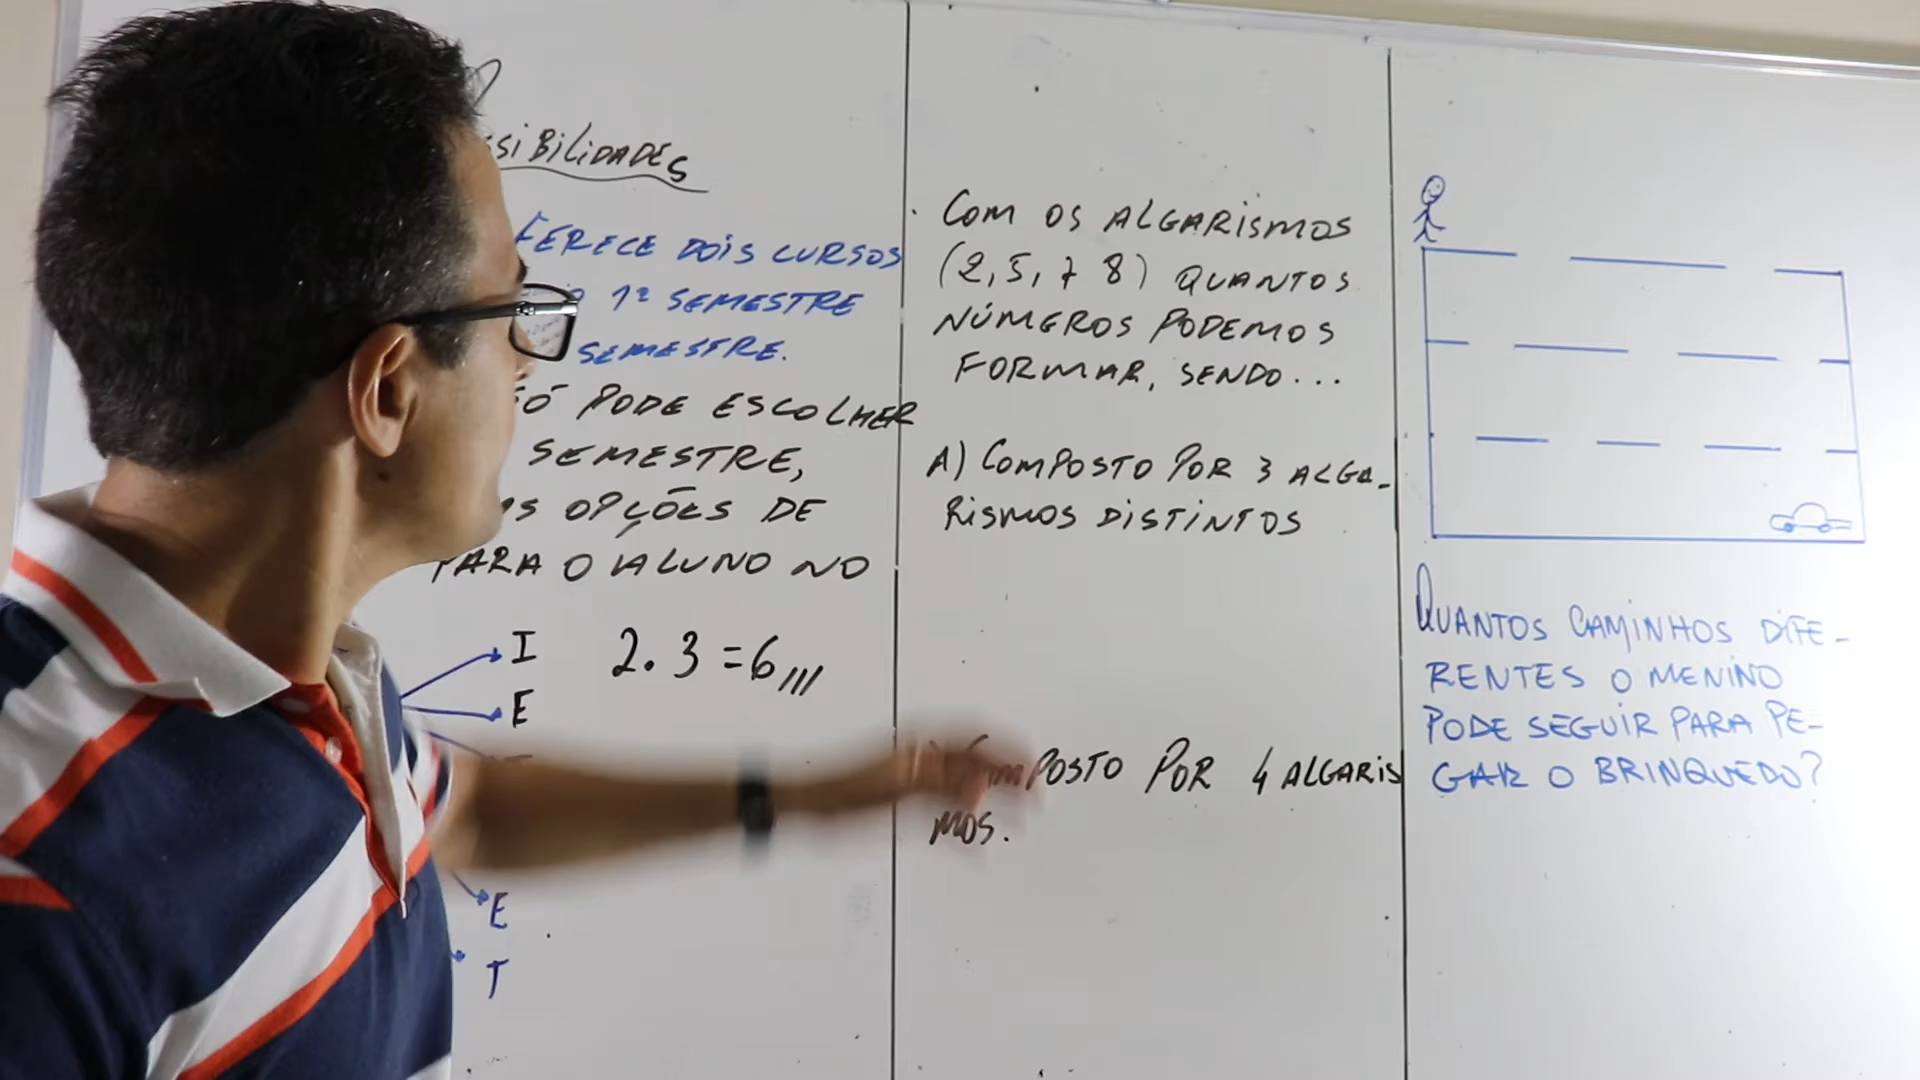 SSIBILIDADES
FERECE DOIS CURSOS
1º SEMESTRE
SEMESTRE.
SÓ PODE ESCOLHER
SEMESTRE,
AS OPÇÕES DE
PARA O ALUNO NO
I
E
2.3=6
E
T
. COM OS ALGARISMOS
(2,5,7 8) QUANTOS
NÚMEROS PODEMOS
FORMAR, SENDO...
A) COMPOSTO POR 3 ALGA-
RISMOS DISTINTOS
COMPOSTO POR 4 ALGARIS
MOS.
QUANTOS CAMINHOS DIFE-
RENTES O MENINO
PODE SEGUIR PARA PE-
GAR O BRINQUEDO?